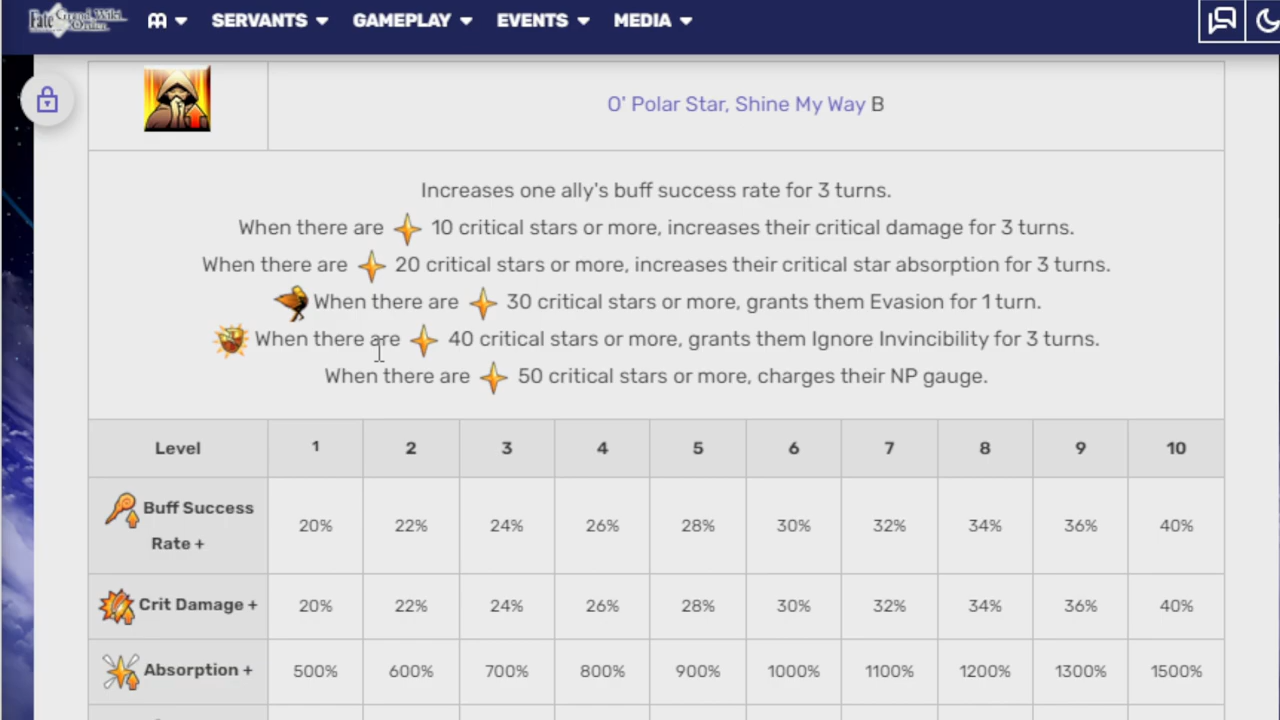 Fate Grand Wiki Order
SERVANTS GAMEPLAY EVENTS MEDIA
O' Polar Star, Shine My Way B
Increases one ally's buff success rate for 3 turns.
When there are 10 critical stars or more, increases their critical damage for 3 turns.
When there are 20 critical stars or more, increases their critical star absorption for 3 turns.
When there are 30 critical stars or more, grants them Evasion for 1 turn.
When there are 40 critical stars or more, grants them Ignore Invincibility for 3 turns.
When there are 50 critical stars or more, charges their NP gauge.
Level 1 2 3 4 5 6 7 8 9 10
Buff Success
Rate + 20% 22% 24% 26% 28% 30% 32% 34% 36% 40%
Crit Damage + 20% 22% 24% 26% 28% 30% 32% 34% 36% 40%
Absorption + 500% 600% 700% 800% 900% 1000% 1100% 1200% 1300% 1500%